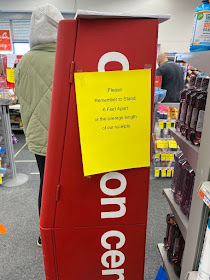 Please
Remember to Stand
6 Feet Apart
or the average length
of our receipts
on cen